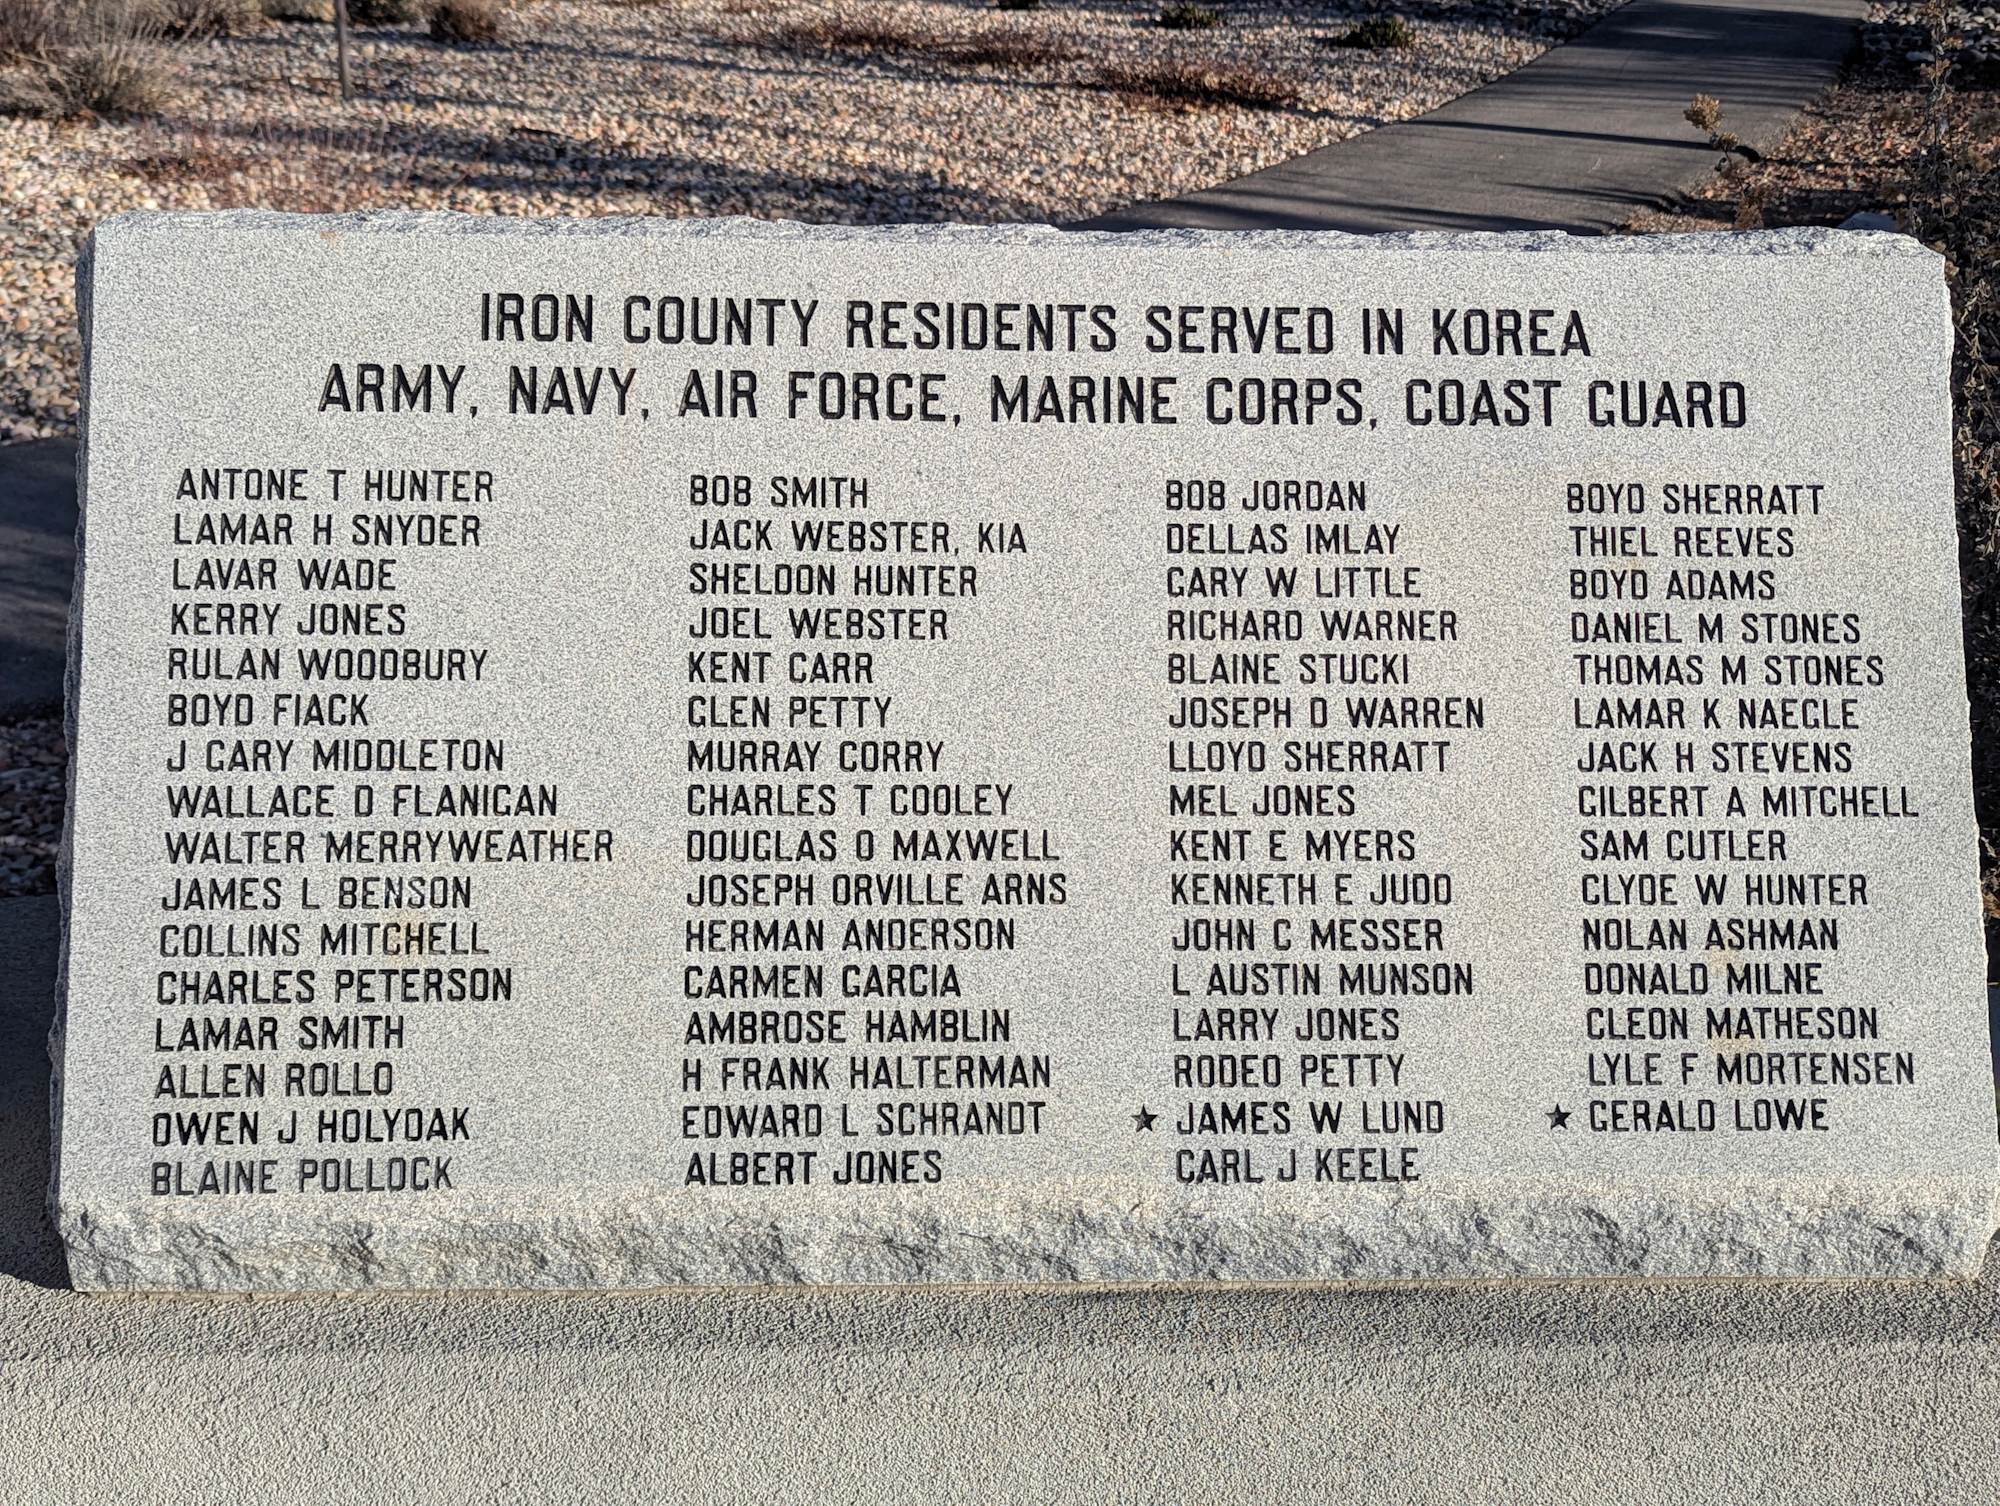 IRON COUNTY RESIDENTS SERVED IN KOREA
ARMY, NAVY, AIR FORCE, MARINE CORPS, COAST GUARD
ANTONE T HUNTER
LAMAR H SNYDER
LAVAR WADE
KERRY JONES
RULAN WOODBURY
BOYD FIACK
J CARY MIDDLETON
WALLACE D FLANIGAN
WALTER MERRYWEATHER
JAMES L BENSON
COLLINS MITCHELL
CHARLES PETERSON
LAMAR SMITH
ALLEN ROLLO
OWEN J HOLYOAK
BLAINE POLLOCK
BOB SMITH
JACK WEBSTER, KIA
SHELDON HUNTER
JOEL WEBSTER
KENT CARR
GLEN PETTY
MURRAY CORRY
CHARLES T COOLEY
DOUGLAS O MAXWELL
JOSEPH ORVILLE ARNS
HERMAN ANDERSON
CARMEN GARCIA
AMBROSE HAMBLIN
H FRANK HALTERMAN
EDWARD L SCHRANDT
ALBERT JONES
BOB JORDAN
DELLAS IMLAY
GARY W LITTLE
RICHARD WARNER
BLAINE STUCKI
JOSEPH D WARREN
LLOYD SHERRATT
MEL JONES
KENT E MYERS
KENNETH E JUDD
JOHN C MESSER
L AUSTIN MUNSON
LARRY JONES
RODEO PETTY
★ JAMES W LUND
CARL J KEELE
BOYD SHERRATT
THIEL REEVES
BOYD ADAMS
DANIEL M STONES
THOMAS M STONES
LAMAR K NAEGLE
JACK H STEVENS
GILBERT A MITCHELL
SAM CUTLER
CLYDE W HUNTER
NOLAN ASHMAN
DONALD MILNE
CLEON MATHESON
LYLE F MORTENSEN
★ GERALD LOWE